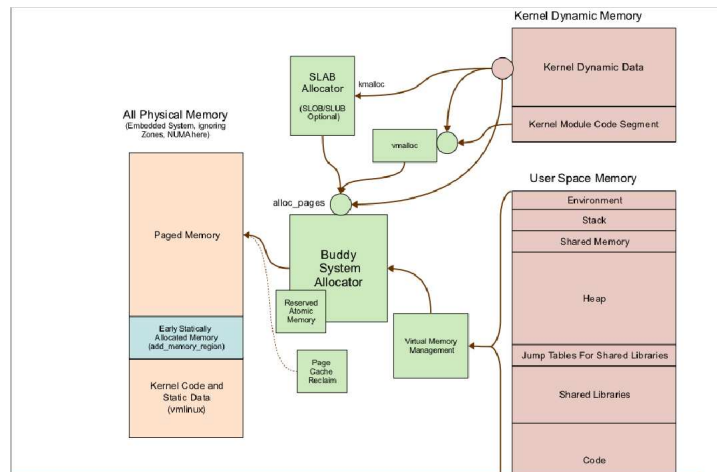 Kernel Dynamic Memory
Kernel Dynamic Data
Kernel Module Code Segment
SLAB
Allocator
(SLOB/SLUB
Optional)
kmalloc
vmalloc
All Physical Memory
(Embedded System, ignoring
Zones, NUMA here)
Paged Memory
Early Statically
Allocated Memory
(add_memory_region)
Kernel Code and
Static Data
(vmlinux)
alloc_pages
Buddy
System
Allocator
Reserved
Atomic
Memory
Page
Cache
Reclaim
Virtual Memory
Management
User Space Memory
Environment
Stack
Shared Memory
Heap
Jump Tables For Shared Libraries
Shared Libraries
Code